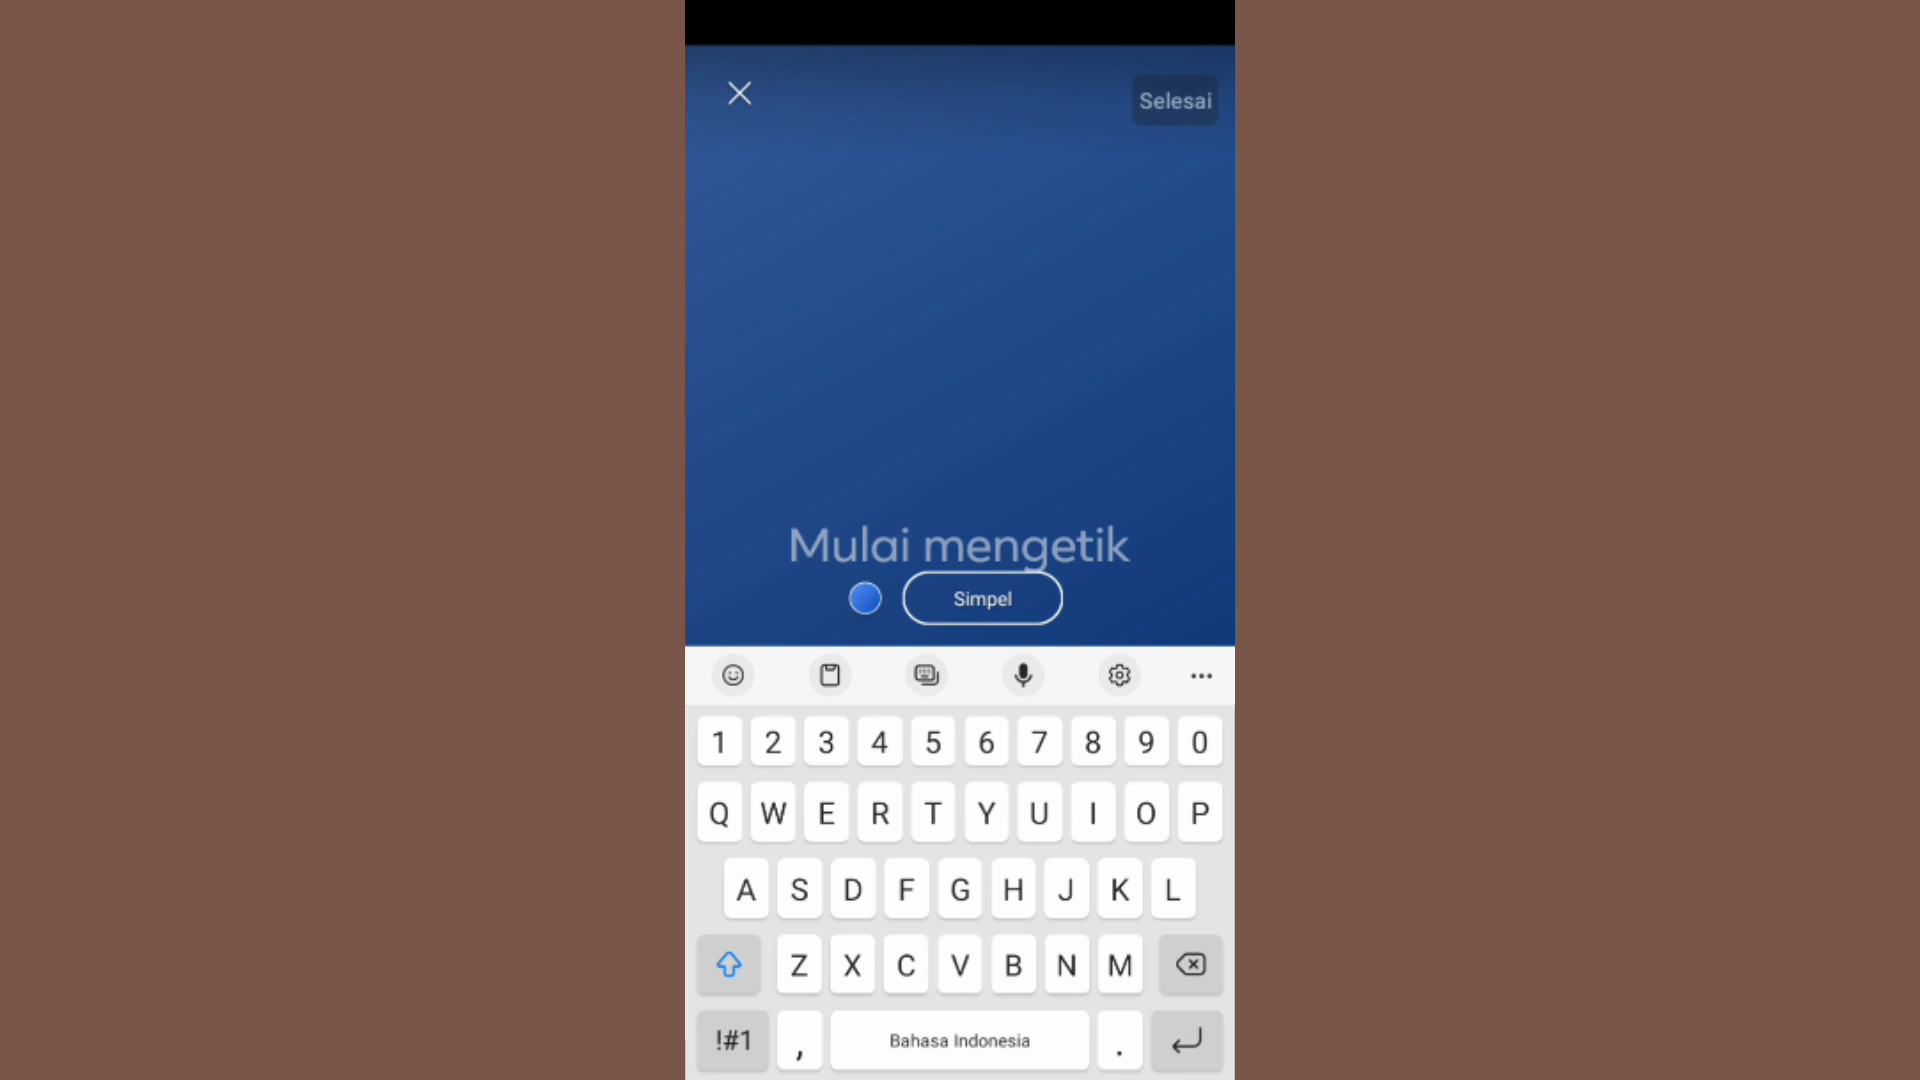 Selesai
Mulai mengetik
Simpel
1 2 3 4 5 6 7 8 9 0
Q W E R T Y U I O P
A S D F G H J K L
Z X C V B N M
!#1 , Bahasa Indonesia .